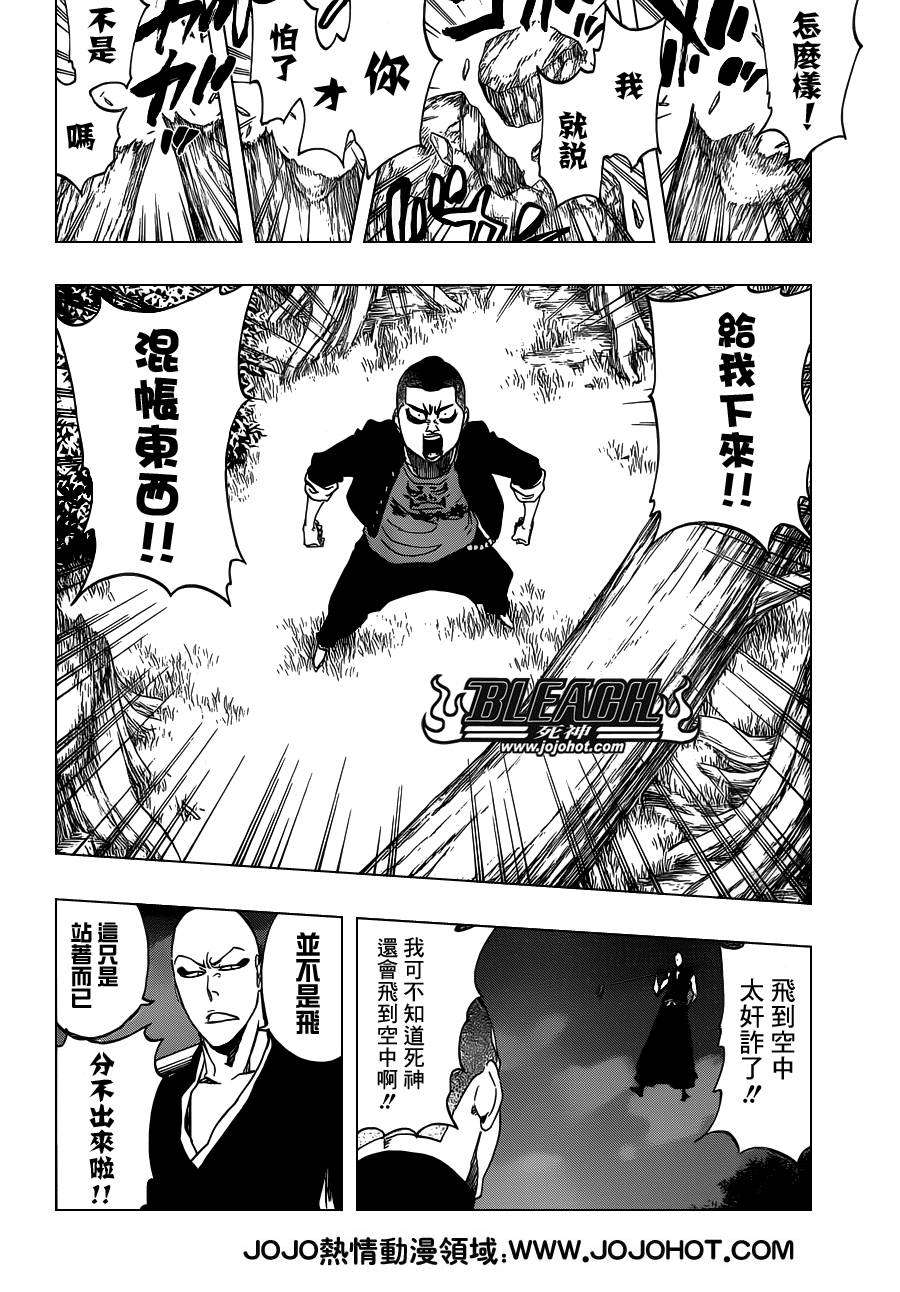 怎麼樣！
我
就説
你
才
怕了
不是
嗎
給我下來！！
混帳東西！！
BLEACH
死神
www.jojohot.com
飛到空中
太奸詐了！！
我可不知道死神
還會飛到空中啊！！
並不是飛
這只是
站著而已
分不出來啦！！
JOJO熱情動漫領域:WWW.JOJOHOT.COM